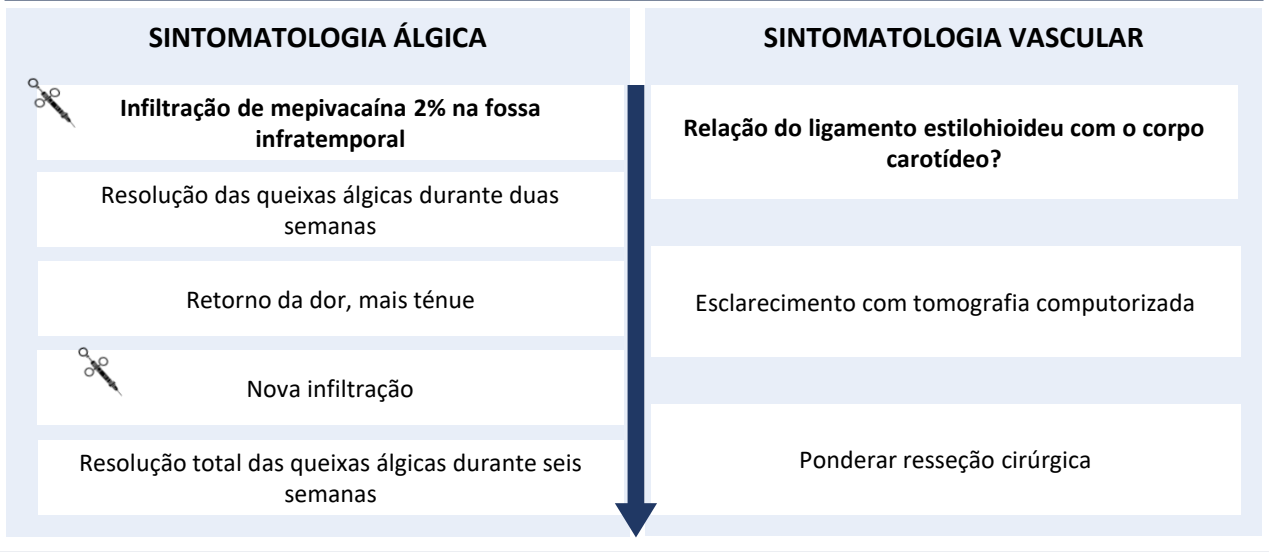 SINTOMATOLOGIA ÁLGICA
Infiltração de mepivacaína 2% na fossa
infratemporal
Resolução das queixas álgicas durante duas
semanas
Retorno da dor, mais ténue
Nova infiltração
Resolução total das queixas álgicas durante seis
semanas
SINTOMATOLOGIA VASCULAR
Relação do ligamento estilohioideu com o corpo
carotídeo?
Esclarecimento com tomografia computorizada
Ponderar resseção cirúrgica